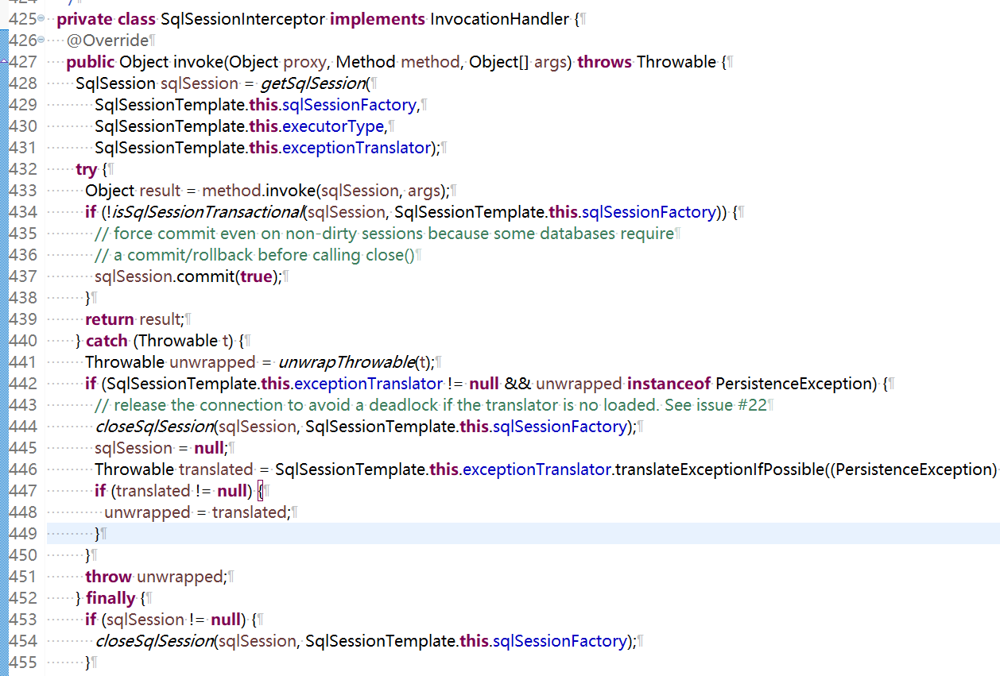 424 */
425 private class SqlSessionInterceptor implements InvocationHandler {
426 @Override
427 public Object invoke(Object proxy, Method method, Object[] args) throws Throwable {
428 SqlSession sqlSession = getSqlSession(
429 SqlSessionTemplate.this.sqlSessionFactory,
430 SqlSessionTemplate.this.executorType,
431 SqlSessionTemplate.this.exceptionTranslator);
432 try {
433 Object result = method.invoke(sqlSession, args);
434 if (!isSqlSessionTransactional(sqlSession, SqlSessionTemplate.this.sqlSessionFactory)) {
435 // force commit even on non-dirty sessions because some databases require
436 // a commit/rollback before calling close()
437 sqlSession.commit(true);
438 }
439 return result;
440 } catch (Throwable t) {
441 Throwable unwrapped = unwrapThrowable(t);
442 if (SqlSessionTemplate.this.exceptionTranslator != null && unwrapped instanceof PersistenceException) {
443 // release the connection to avoid a deadlock if the translator is no loaded. See issue #22
444 closeSqlSession(sqlSession, SqlSessionTemplate.this.sqlSessionFactory);
445 sqlSession = null;
446 Throwable translated = SqlSessionTemplate.this.exceptionTranslator.translateExceptionIfPossible((PersistenceException)
447 if (translated != null) {
448 unwrapped = translated;
449 }
450 }
451 throw unwrapped;
452 } finally {
453 if (sqlSession != null) {
454 closeSqlSession(sqlSession, SqlSessionTemplate.this.sqlSessionFactory);
455 }